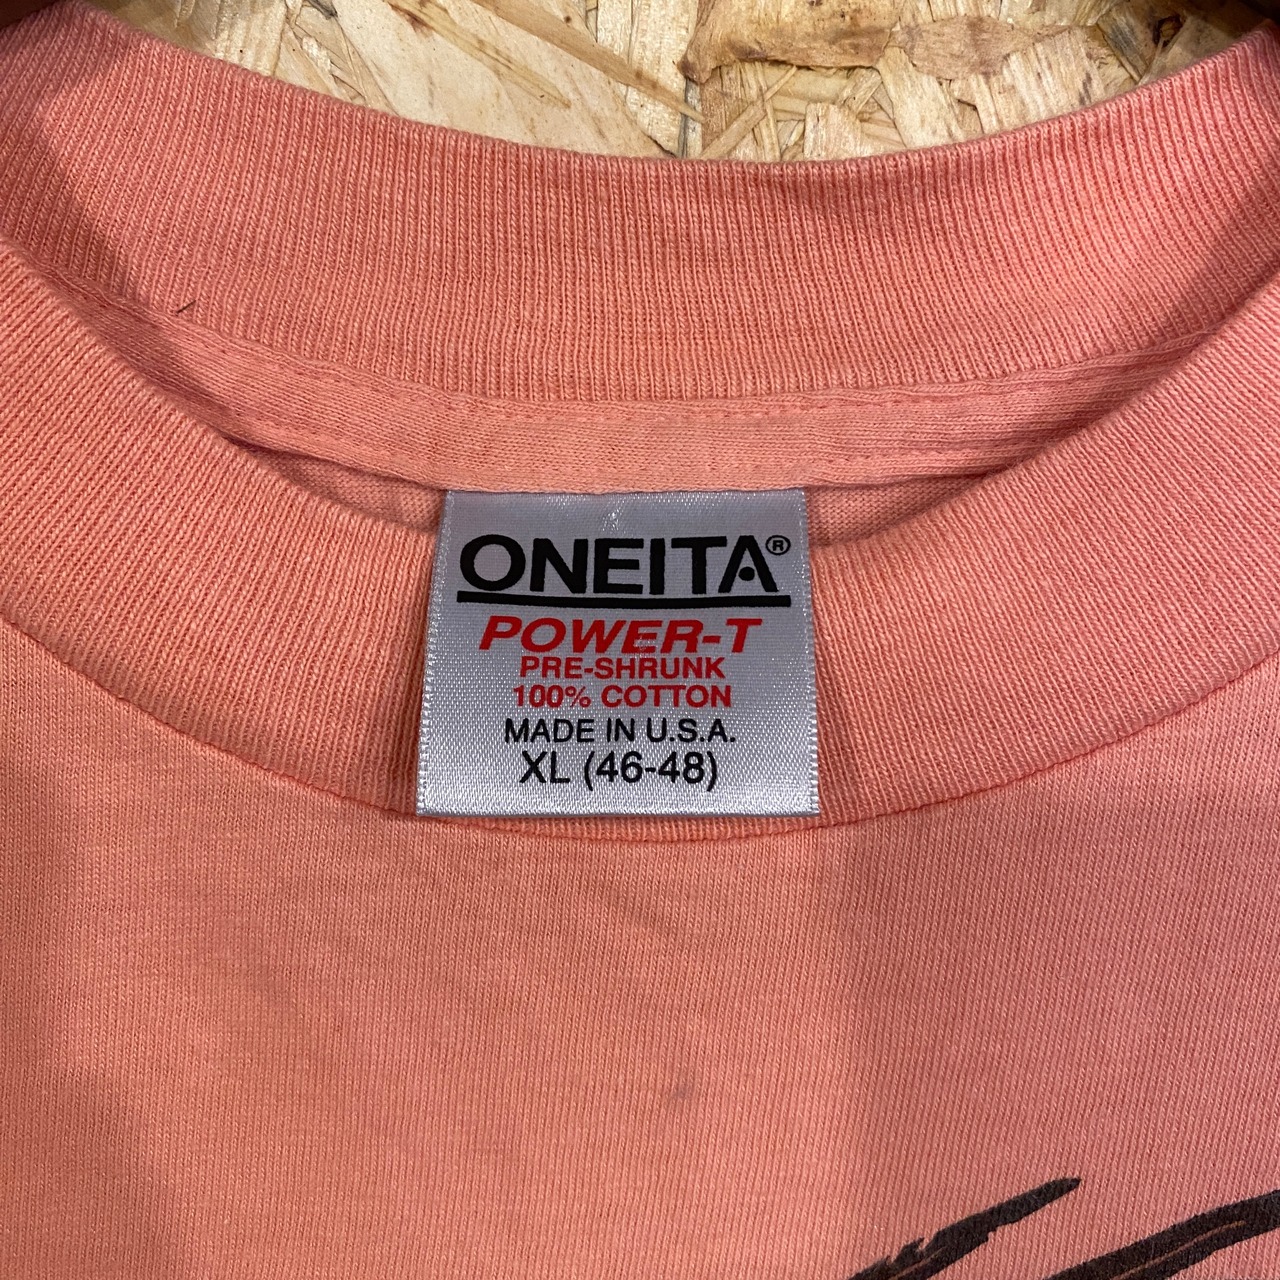 ONEITA®
POWER-T
PRE-SHRUNK
100% COTTON
MADE IN U.S.A.
XL (46-48)